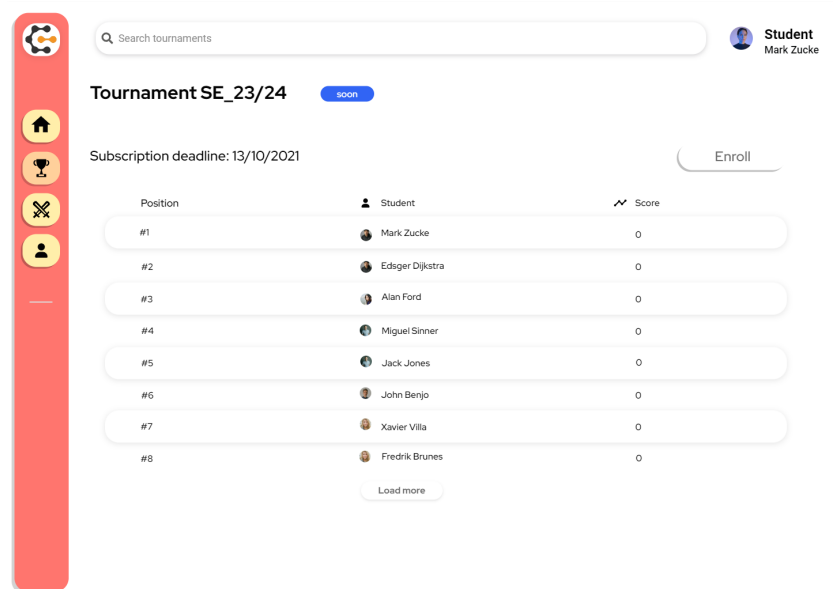 Search tournaments
Student
Mark Zucke
Tournament SE_23/24 soon
Subscription deadline: 13/10/2021 Enroll
Position Student Score
#1 Mark Zucke 0
#2 Edsger Dijkstra 0
#3 Alan Ford 0
#4 Miguel Sinner 0
#5 Jack Jones 0
#6 John Benjo 0
#7 Xavier Villa 0
#8 Fredrik Brunes 0
Load more